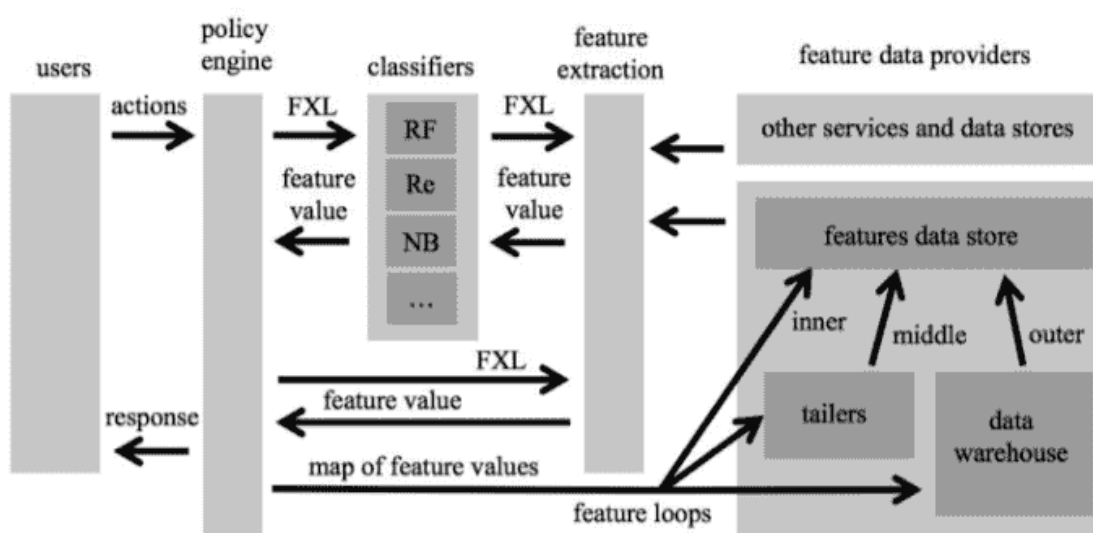 users
policy
engine
classifiers
feature
extraction
feature data providers
actions
FXL
FXL
RF
Re
NB
...
feature
value
feature
value
other services and data stores
features data store
inner
middle
outer
FXL
feature value
tailers
data
warehouse
response
map of feature values
feature loops